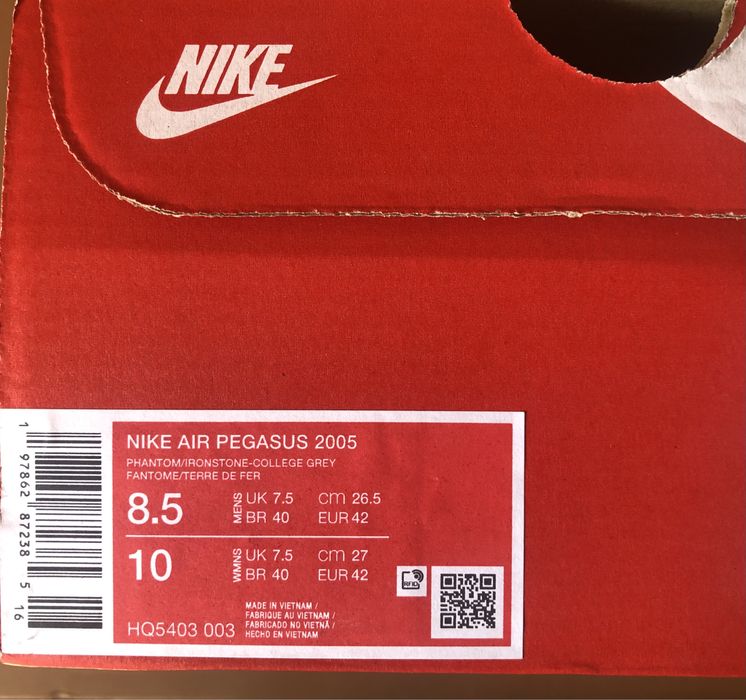 NIKE
NIKE AIR PEGASUS 2005
PHANTOM/IRONSTONE-COLLEGE GREY
FANTOME/TERRE DE FER
8.5 MENS UK 7.5 cm 26.5
BR 40 EUR 42
10 WMNS UK 7.5 cm 27
BR 40 EUR 42
RFID
MADE IN VIETNAM /
FABRIQUE AU VIETNAM /
FABRICADO NO VIETNÃ /
HECHO EN VIETNAM
HQ5403 003
1 97862 87238 5 16